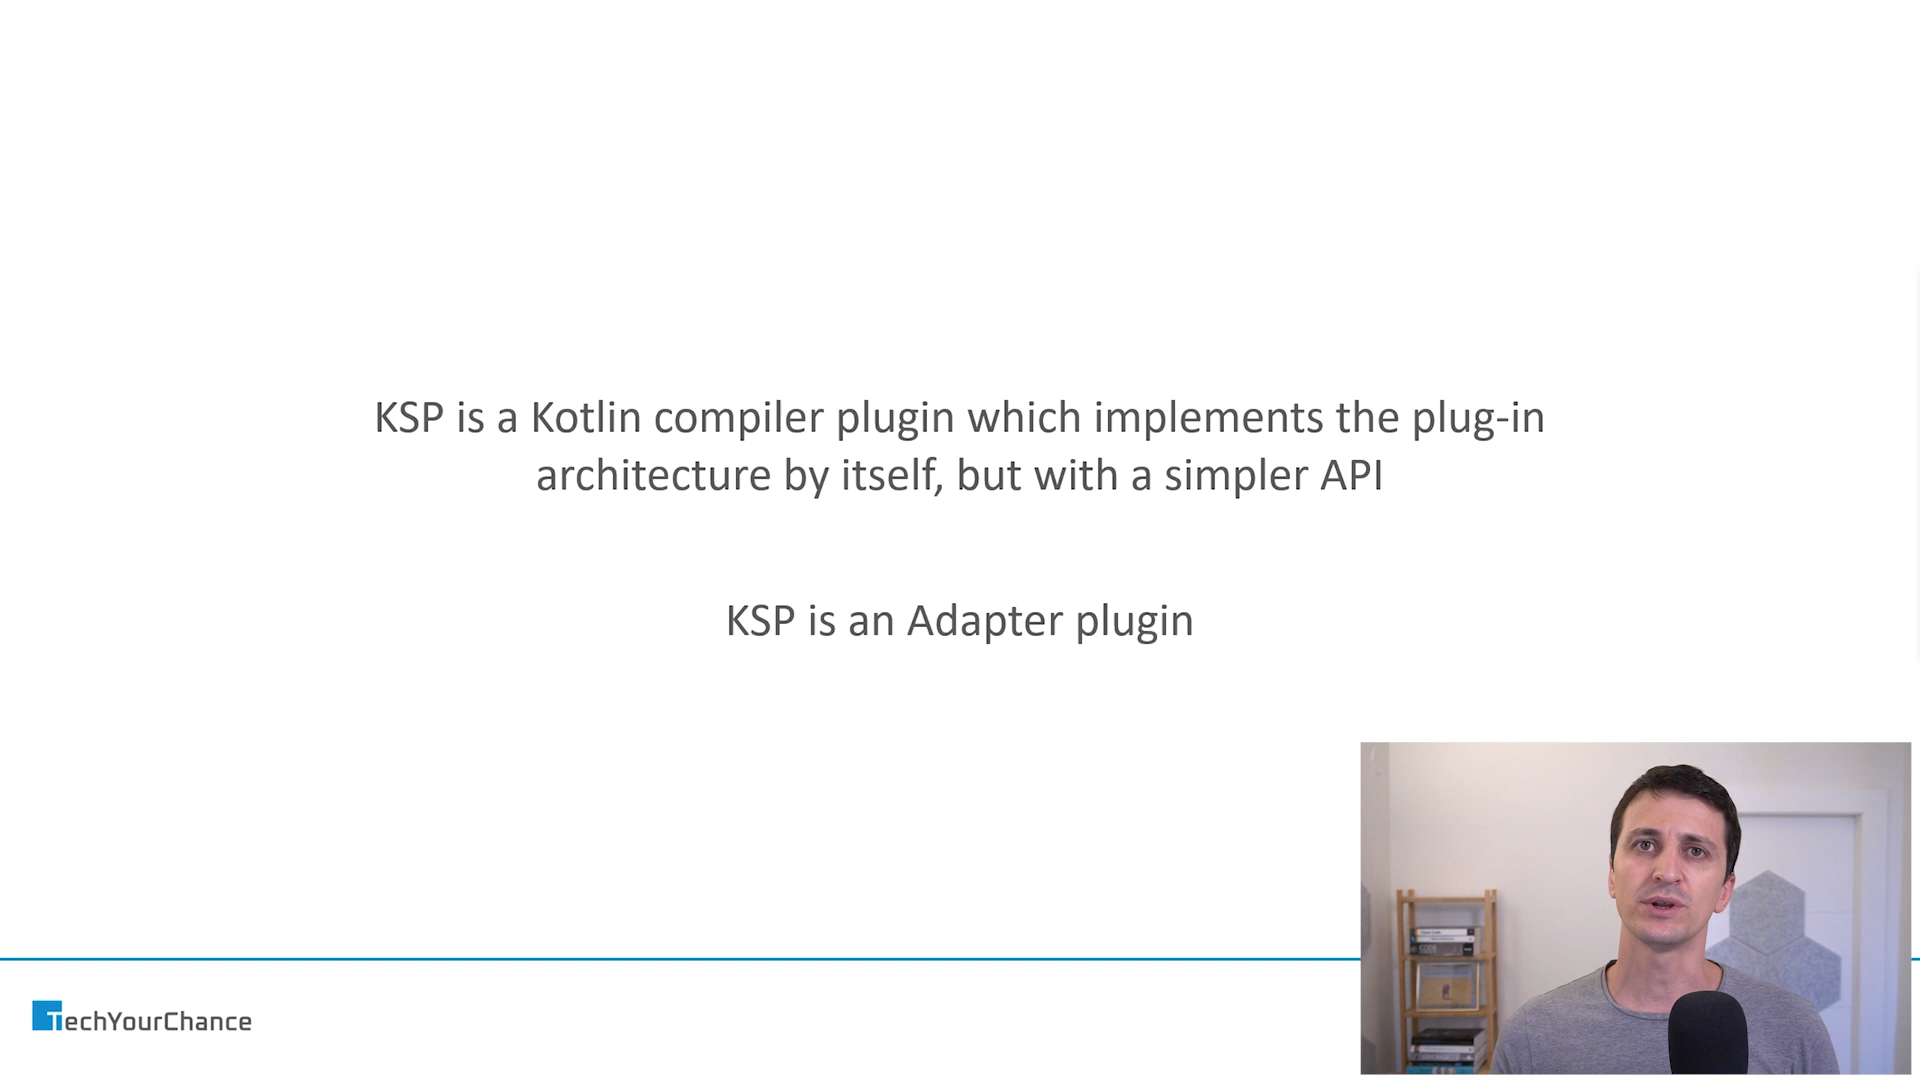 KSP is a Kotlin compiler plugin which implements the plug-in
architecture by itself, but with a simpler API
KSP is an Adapter plugin
TechYourChance